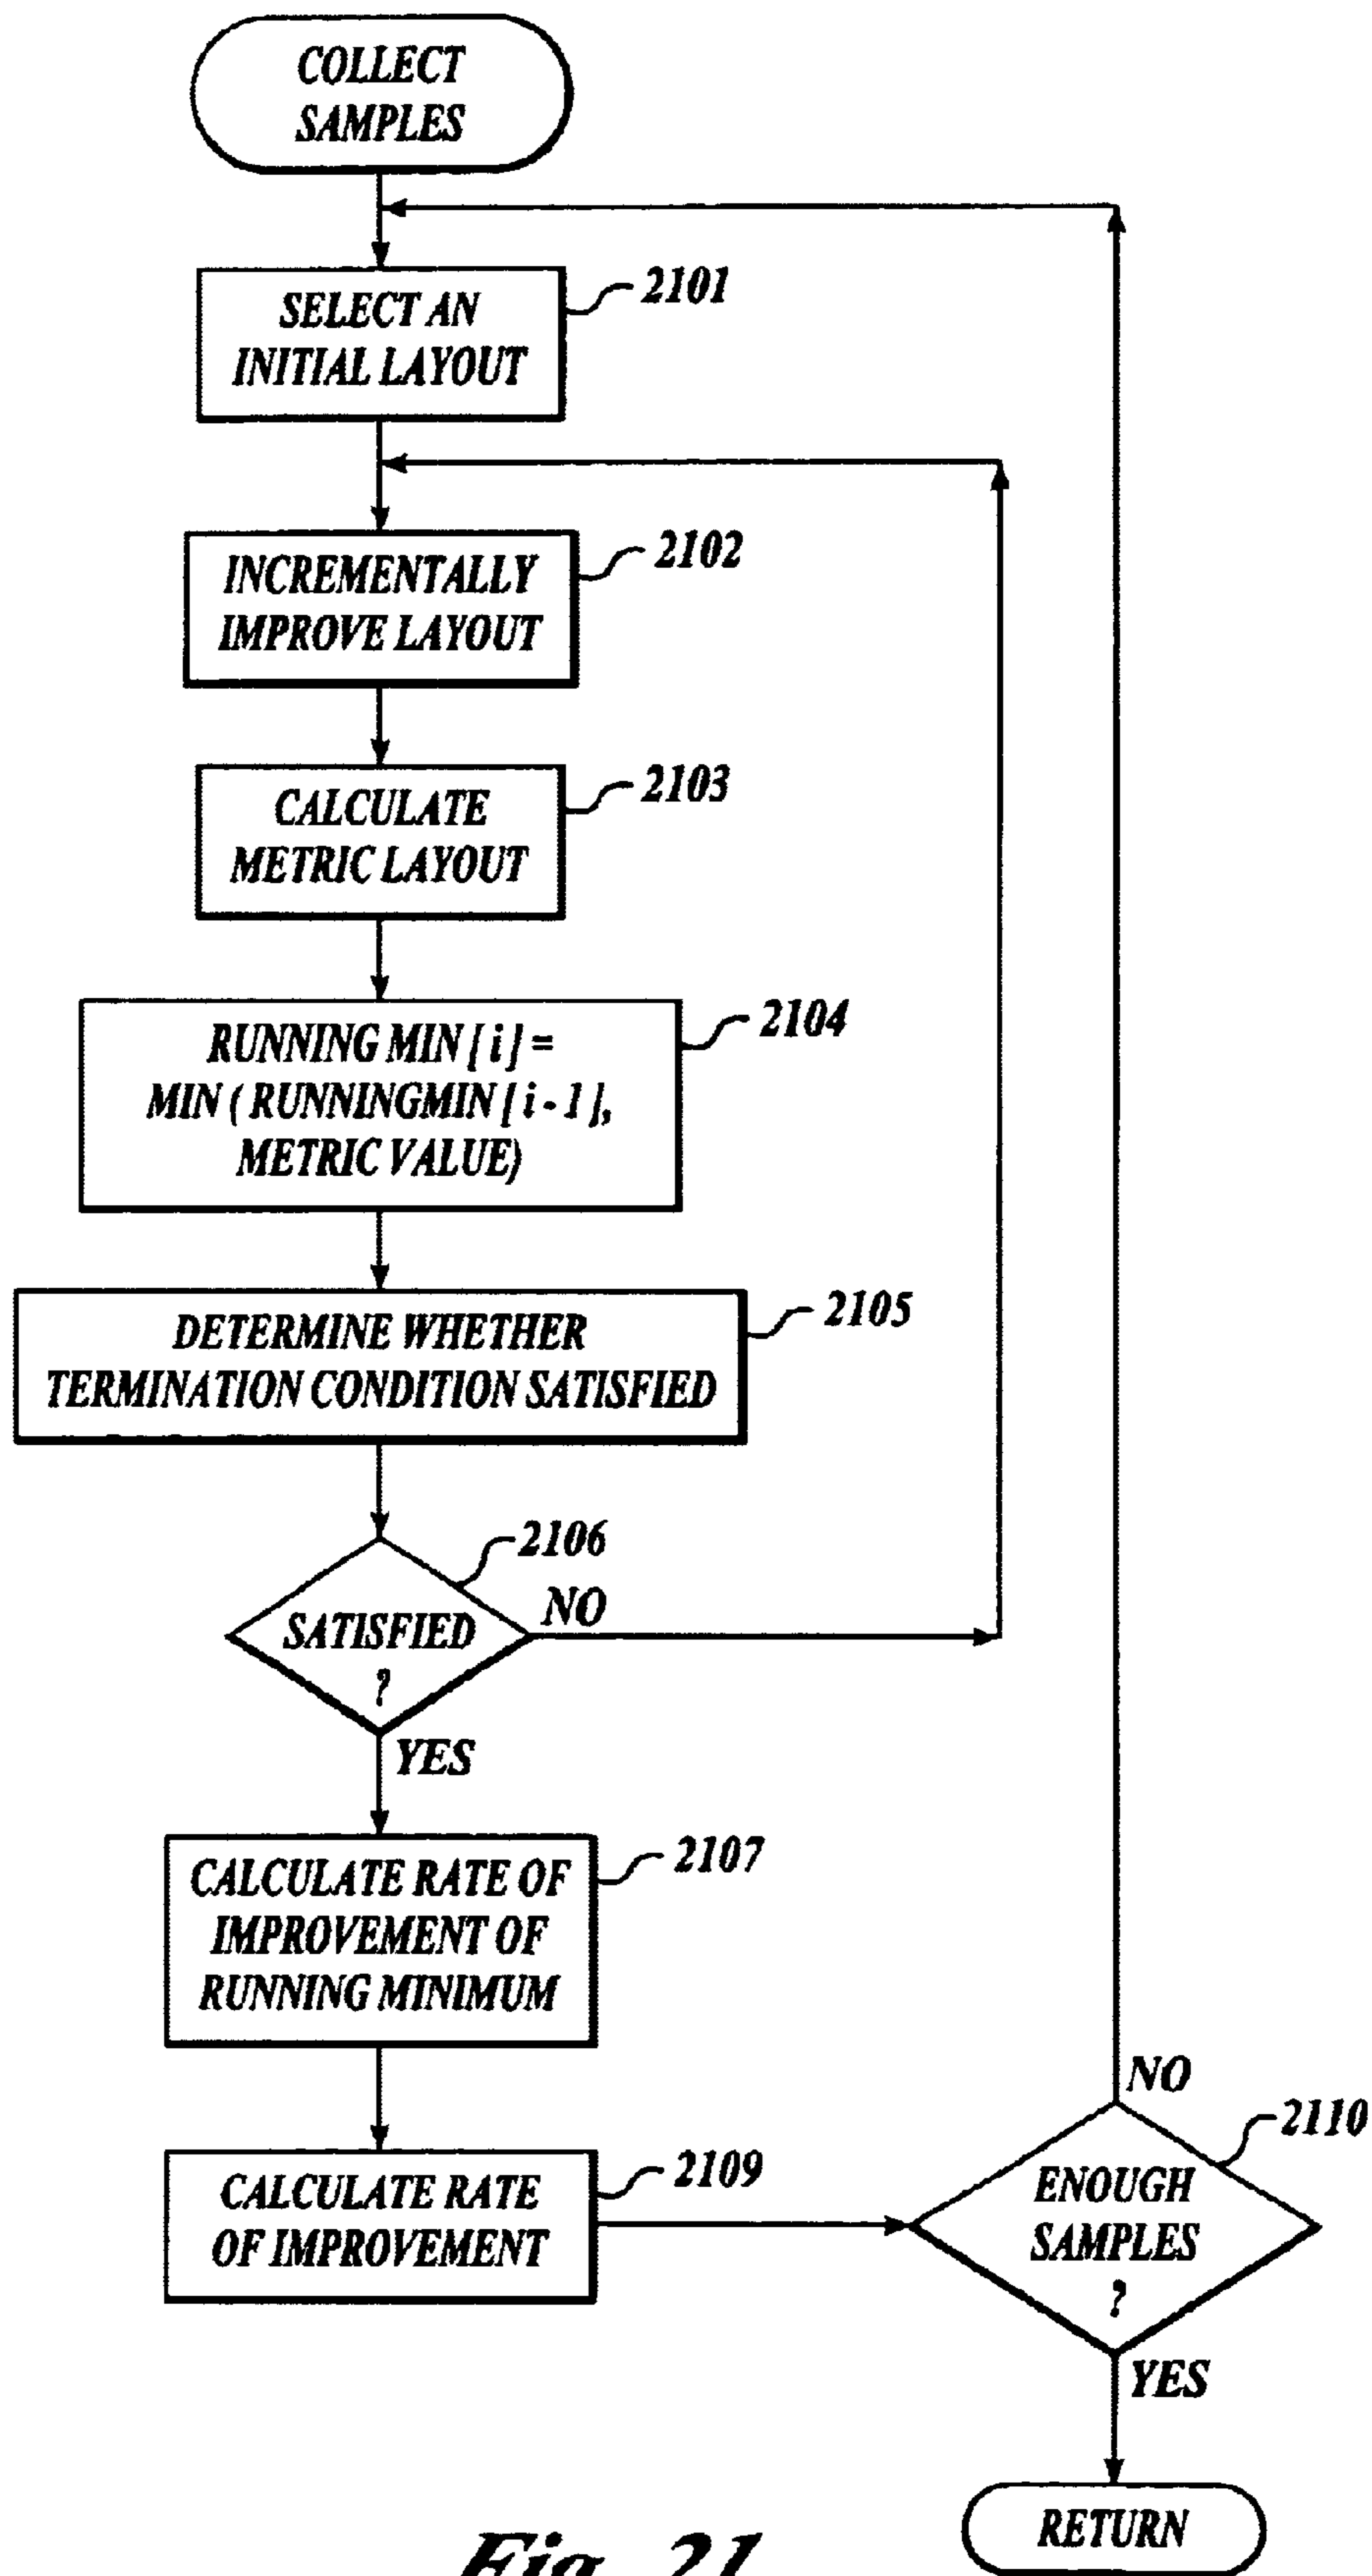 COLLECT
SAMPLES
SELECT AN
INITIAL LAYOUT
2101
INCREMENTALLY
IMPROVE LAYOUT
2102
CALCULATE
METRIC LAYOUT
2103
RUNNING MIN [ i ] =
MIN ( RUNNINGMIN [ i - 1 ],
METRIC VALUE)
2104
DETERMINE WHETHER
TERMINATION CONDITION SATISFIED
2105
2106
SATISFIED
?
NO
YES
CALCULATE RATE OF
IMPROVEMENT OF
RUNNING MINIMUM
2107
CALCULATE RATE
OF IMPROVEMENT
2109
NO
2110
ENOUGH
SAMPLES
?
YES
RETURN
Fig. 21